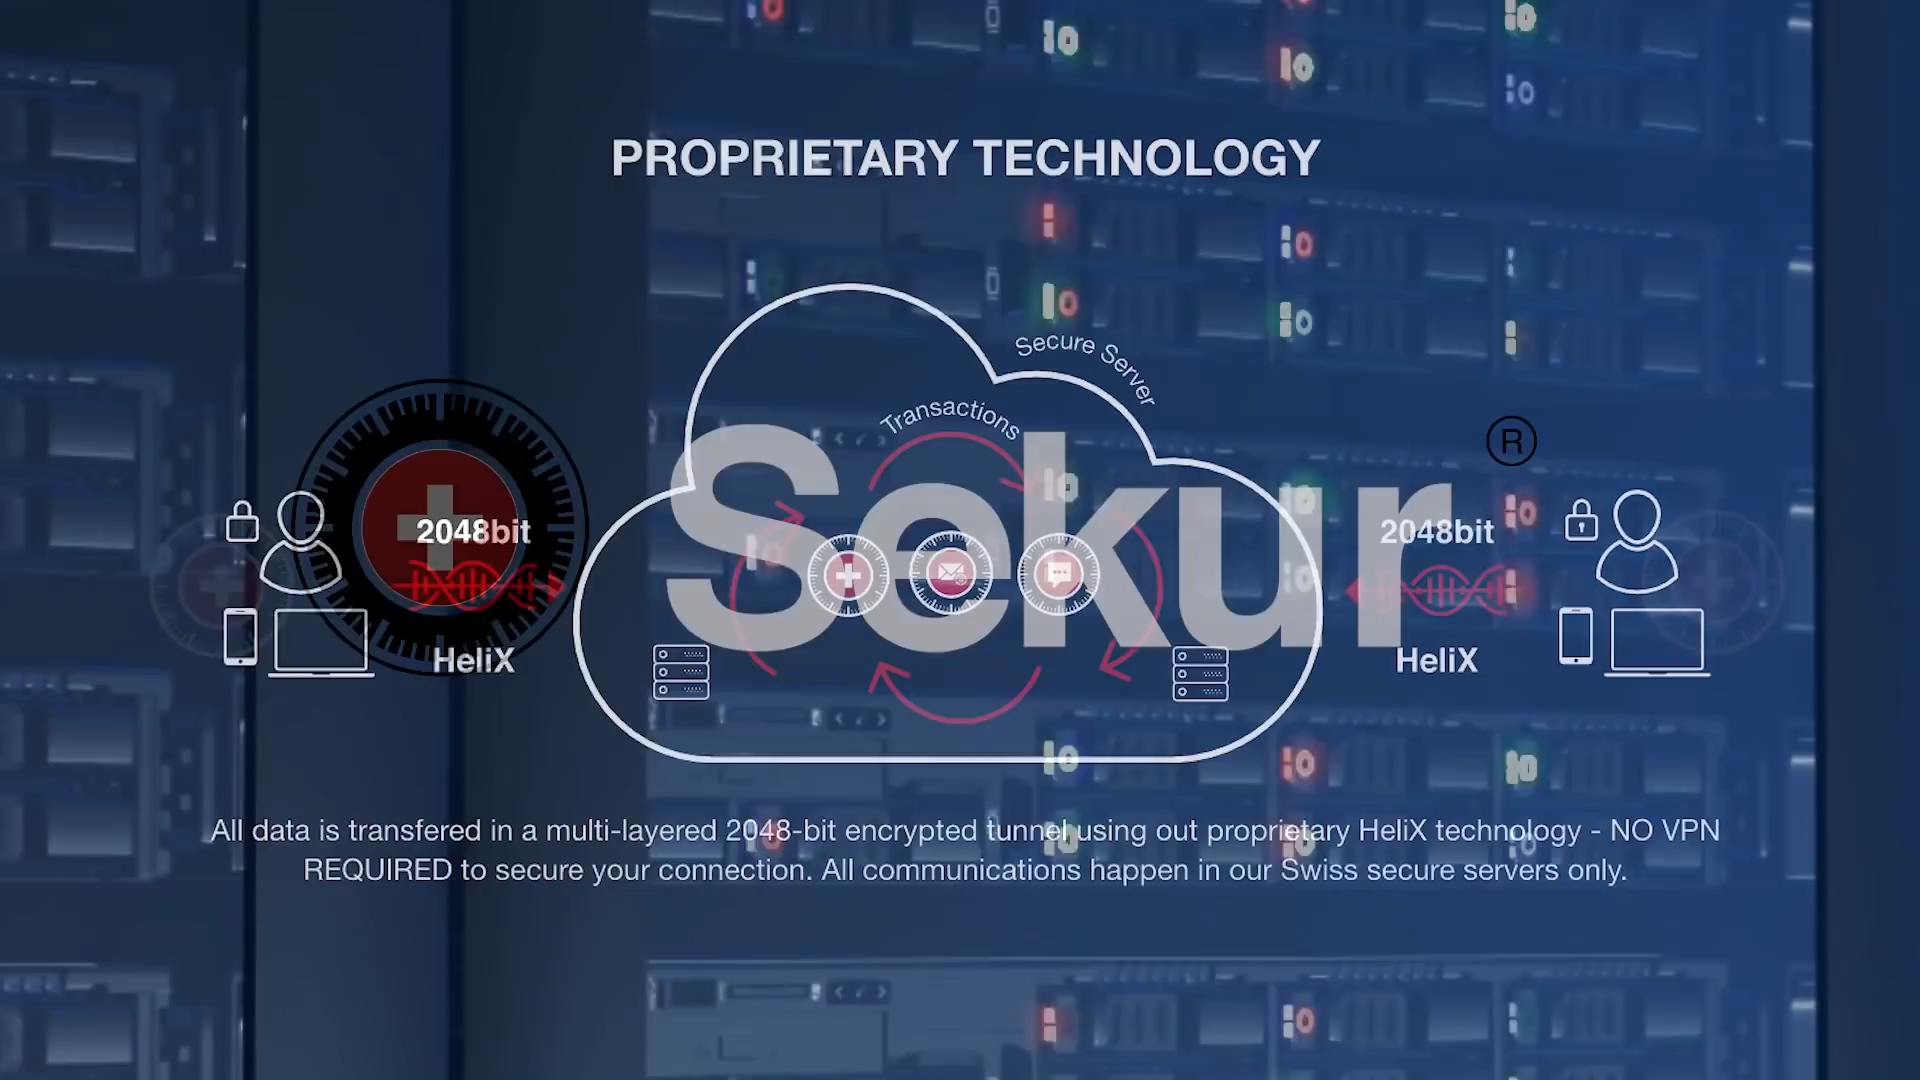 PROPRIETARY TECHNOLOGY
Secure Server
Transactions
Sekur®
2048bit
HeliX
2048bit
HeliX
All data is transfered in a multi-layered 2048-bit encrypted tunnel using out proprietary HeliX technology - NO VPN
REQUIRED to secure your connection. All communications happen in our Swiss secure servers only.